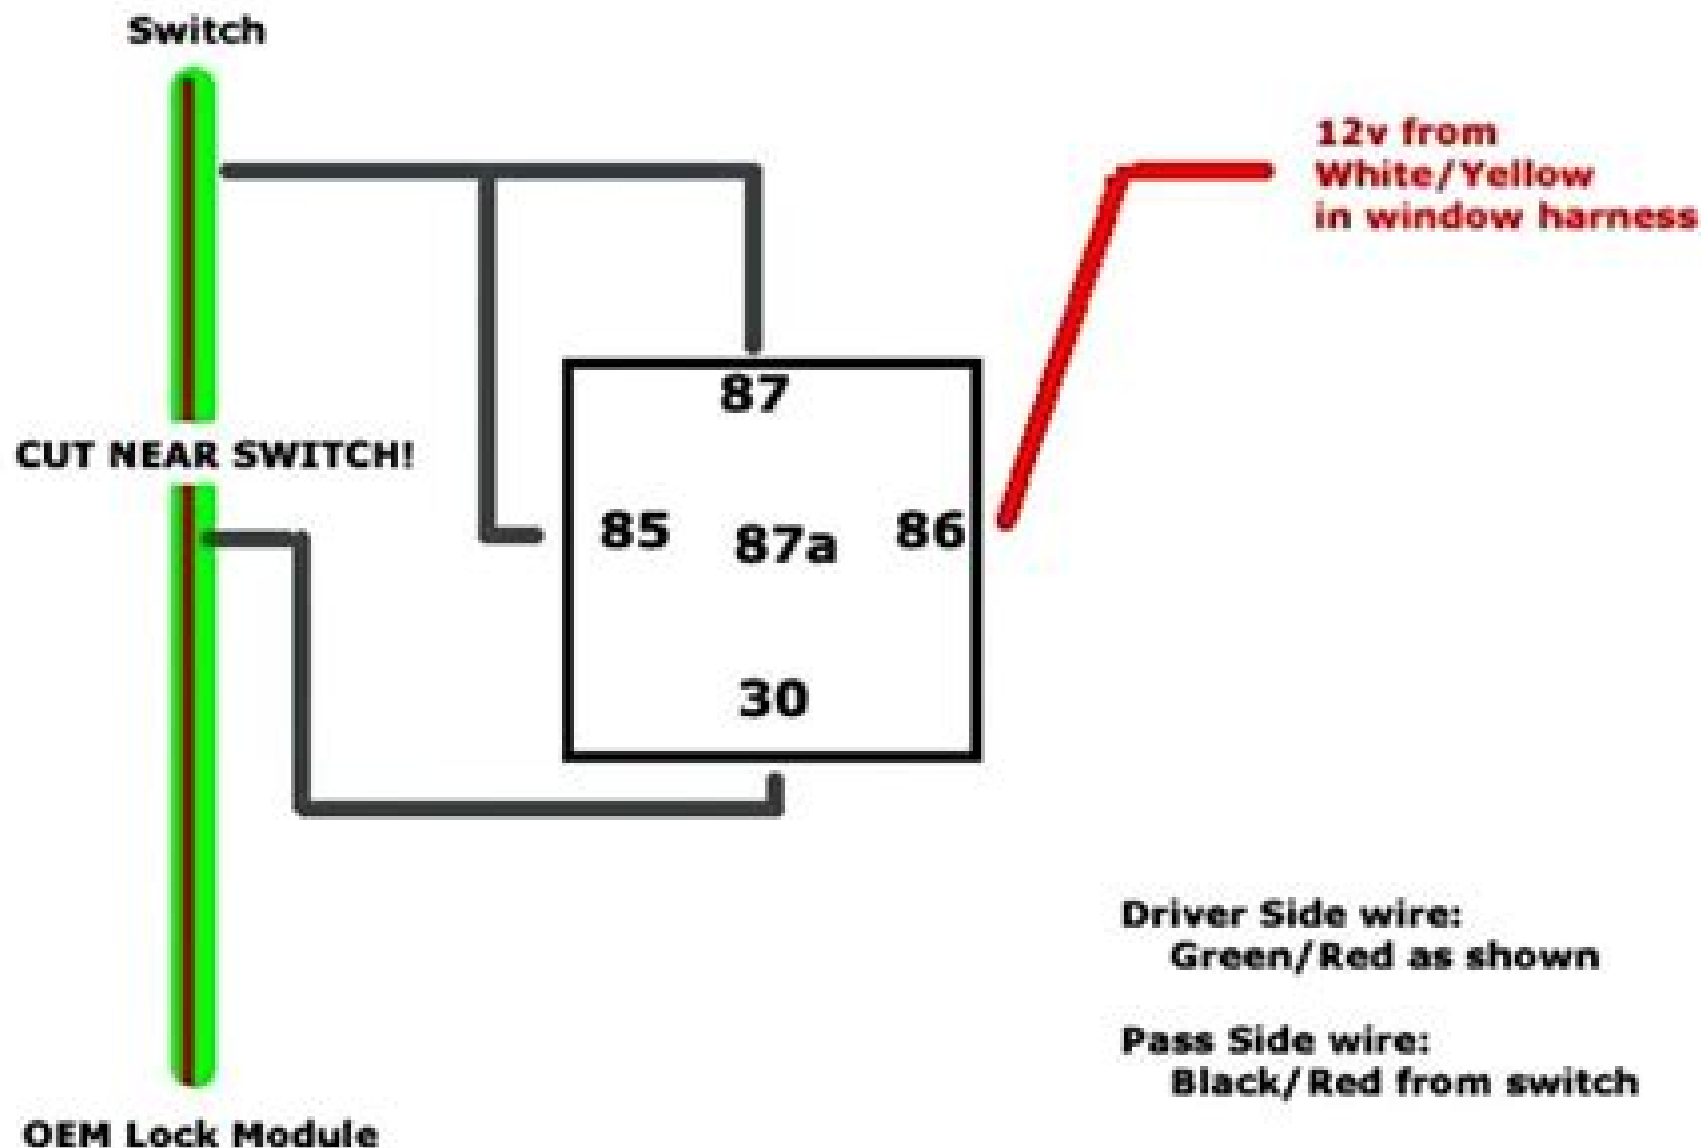 Switch
12v from
White/Yellow
in window harness
87
CUT NEAR SWITCH!
85
87a
86
30
Driver Side wire:
Green/Red as shown
Pass Side wire:
Black/Red from switch
OEM Lock Module